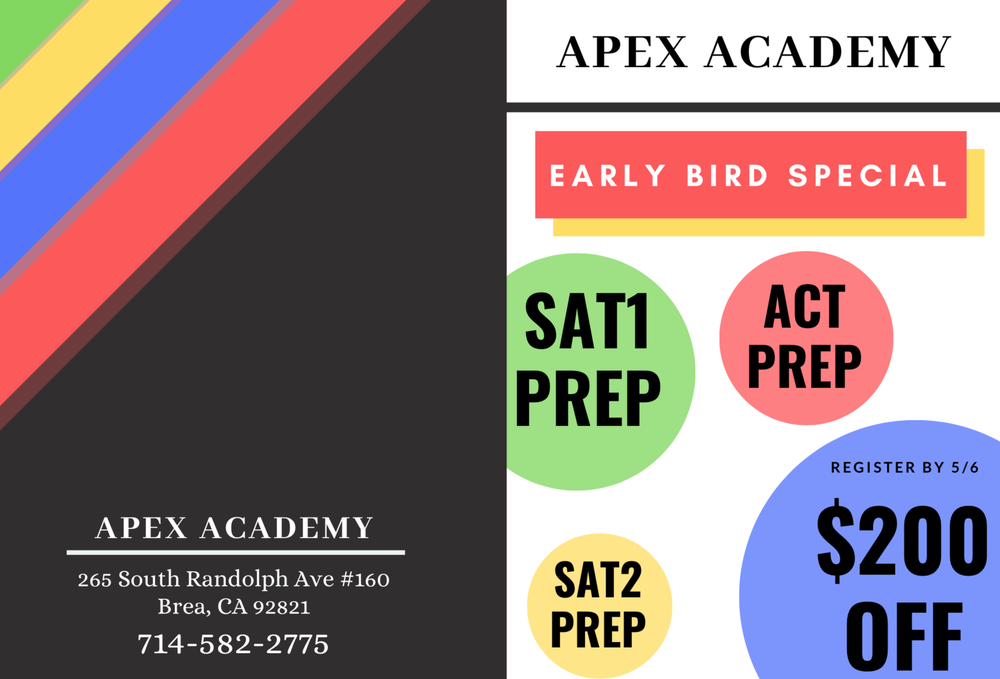 APEX ACADEMY
265 South Randolph Ave #160
Brea, CA 92821
714-582-2775
APEX ACADEMY
EARLY BIRD SPECIAL
SAT1
PREP
ACT
PREP
REGISTER BY 5/6
$200
OFF
SAT2
PREP